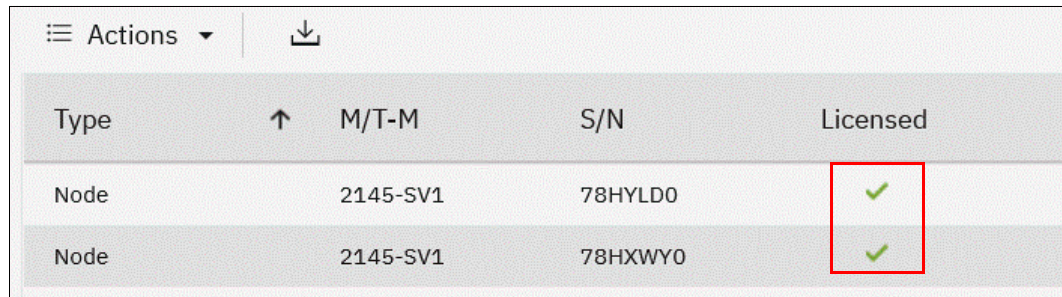 Actions
Type M/T-M S/N Licensed
Node 2145-SV1 78HYLD0
Node 2145-SV1 78HXWY0